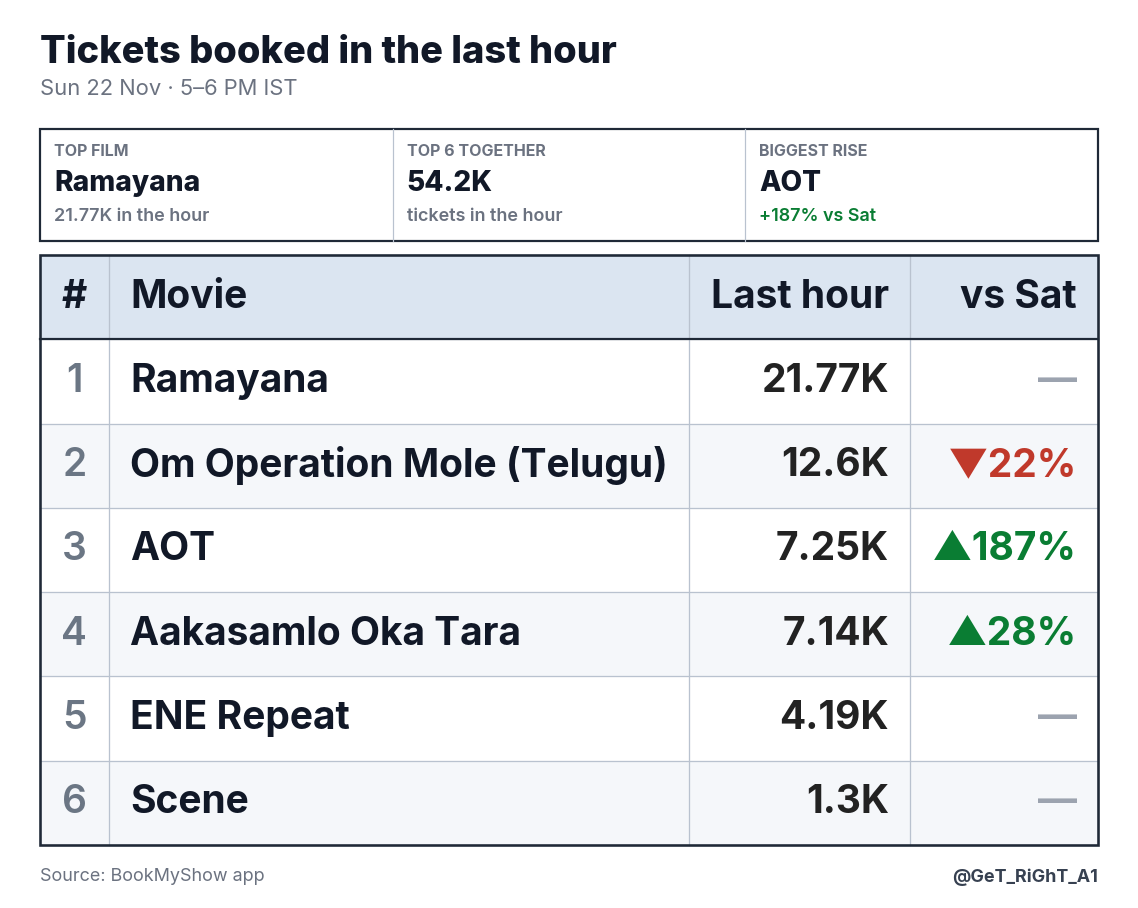 Tickets booked in the last hour
Sun 22 Nov · 5–6 PM IST
TOP FILM
Ramayana
21.77K in the hour
TOP 6 TOGETHER
54.2K
tickets in the hour
BIGGEST RISE
AOT
+187% vs Sat
# Movie Last hour vs Sat
1 Ramayana 21.77K —
2 Om Operation Mole (Telugu) 12.6K ▼22%
3 AOT 7.25K ▲187%
4 Aakasamlo Oka Tara 7.14K ▲28%
5 ENE Repeat 4.19K —
6 Scene 1.3K —
Source: BookMyShow app
@GeT_RiGhT_A1